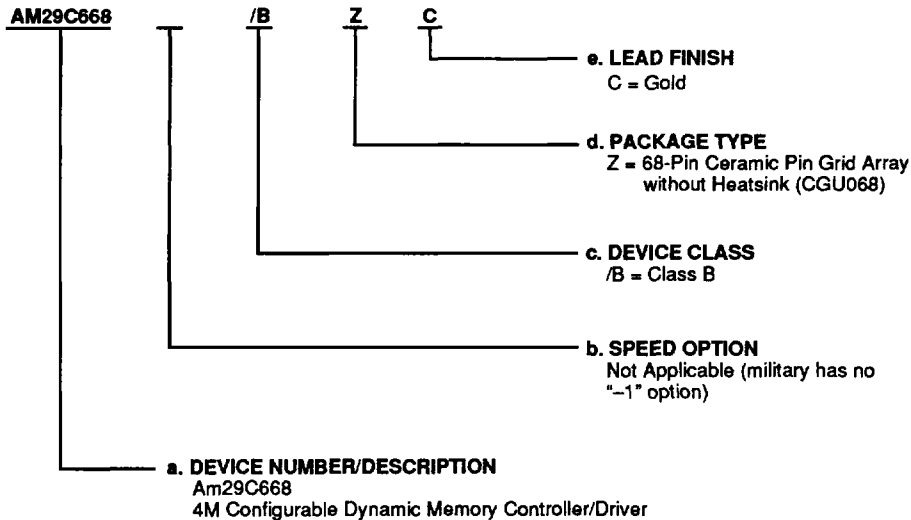 AM29C668 /B Z C
e. LEAD FINISH
C = Gold
d. PACKAGE TYPE
Z = 68-Pin Ceramic Pin Grid Array
without Heatsink (CGU068)
c. DEVICE CLASS
/B = Class B
b. SPEED OPTION
Not Applicable (military has no
"–1" option)
a. DEVICE NUMBER/DESCRIPTION
Am29C668
4M Configurable Dynamic Memory Controller/Driver